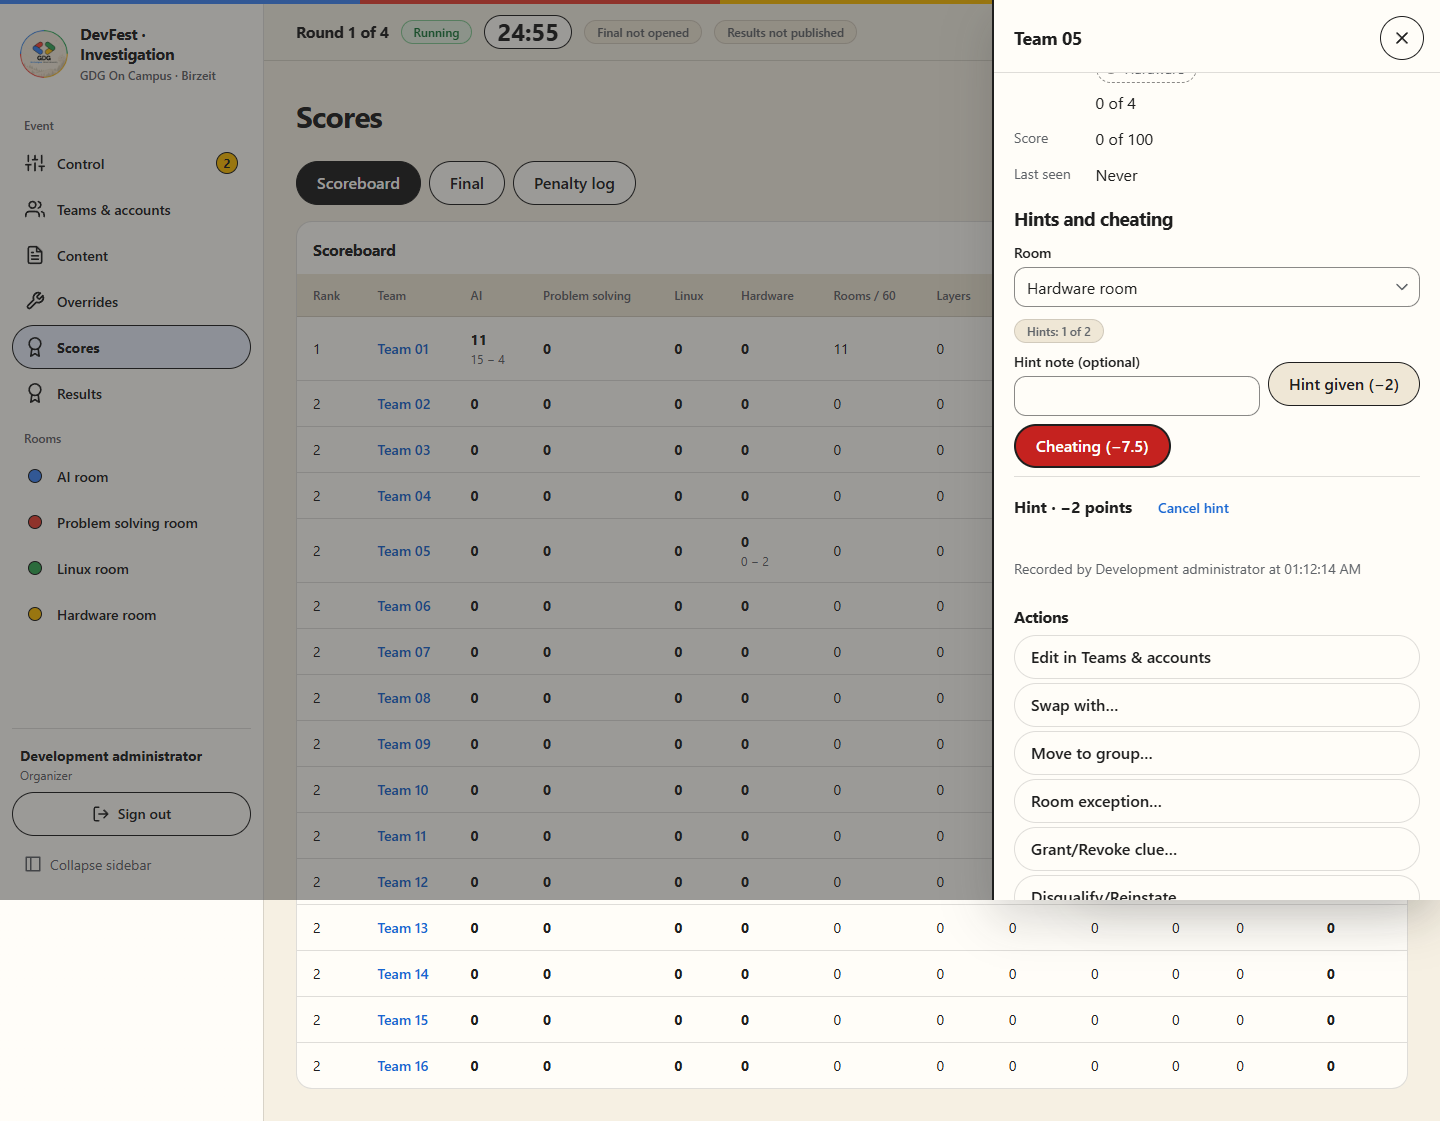 DevFest ·
Investigation
GDG On Campus · Birzeit
GDG
Event
Control
2
Teams & accounts
Content
Overrides
Scores
Results
Rooms
AI room
Problem solving room
Linux room
Hardware room
Development administrator
Organizer
Sign out
Collapse sidebar
Round 1 of 4
Running
24:55
Final not opened
Results not published
Scores
Scoreboard
Final
Penalty log
Scoreboard
Rank Team AI Problem solving Linux Hardware Rooms / 60 Layers
1 Team 01 11 0 0 0 11 0
15 – 4
2 Team 02 0 0 0 0 0 0
2 Team 03 0 0 0 0 0 0
2 Team 04 0 0 0 0 0 0
2 Team 05 0 0 0 0 0 0
0 – 2
2 Team 06 0 0 0 0 0 0
2 Team 07 0 0 0 0 0 0
2 Team 08 0 0 0 0 0 0
2 Team 09 0 0 0 0 0 0
2 Team 10 0 0 0 0 0 0
2 Team 11 0 0 0 0 0 0
2 Team 12 0 0 0 0 0 0
2 Team 13 0 0 0 0 0 0 0 0 0 0 0
2 Team 14 0 0 0 0 0 0 0 0 0 0 0
2 Team 15 0 0 0 0 0 0 0 0 0 0 0
2 Team 16 0 0 0 0 0 0 0 0 0 0 0
Team 05
0 of 4
Score 0 of 100
Last seen Never
Hints and cheating
Room
Hardware room
Hints: 1 of 2
Hint note (optional)
Hint given (−2)
Cheating (−7.5)
Hint · −2 points Cancel hint
Recorded by Development administrator at 01:12:14 AM
Actions
Edit in Teams & accounts
Swap with...
Move to group...
Room exception...
Grant/Revoke clue...
Disqualify/Reinstate